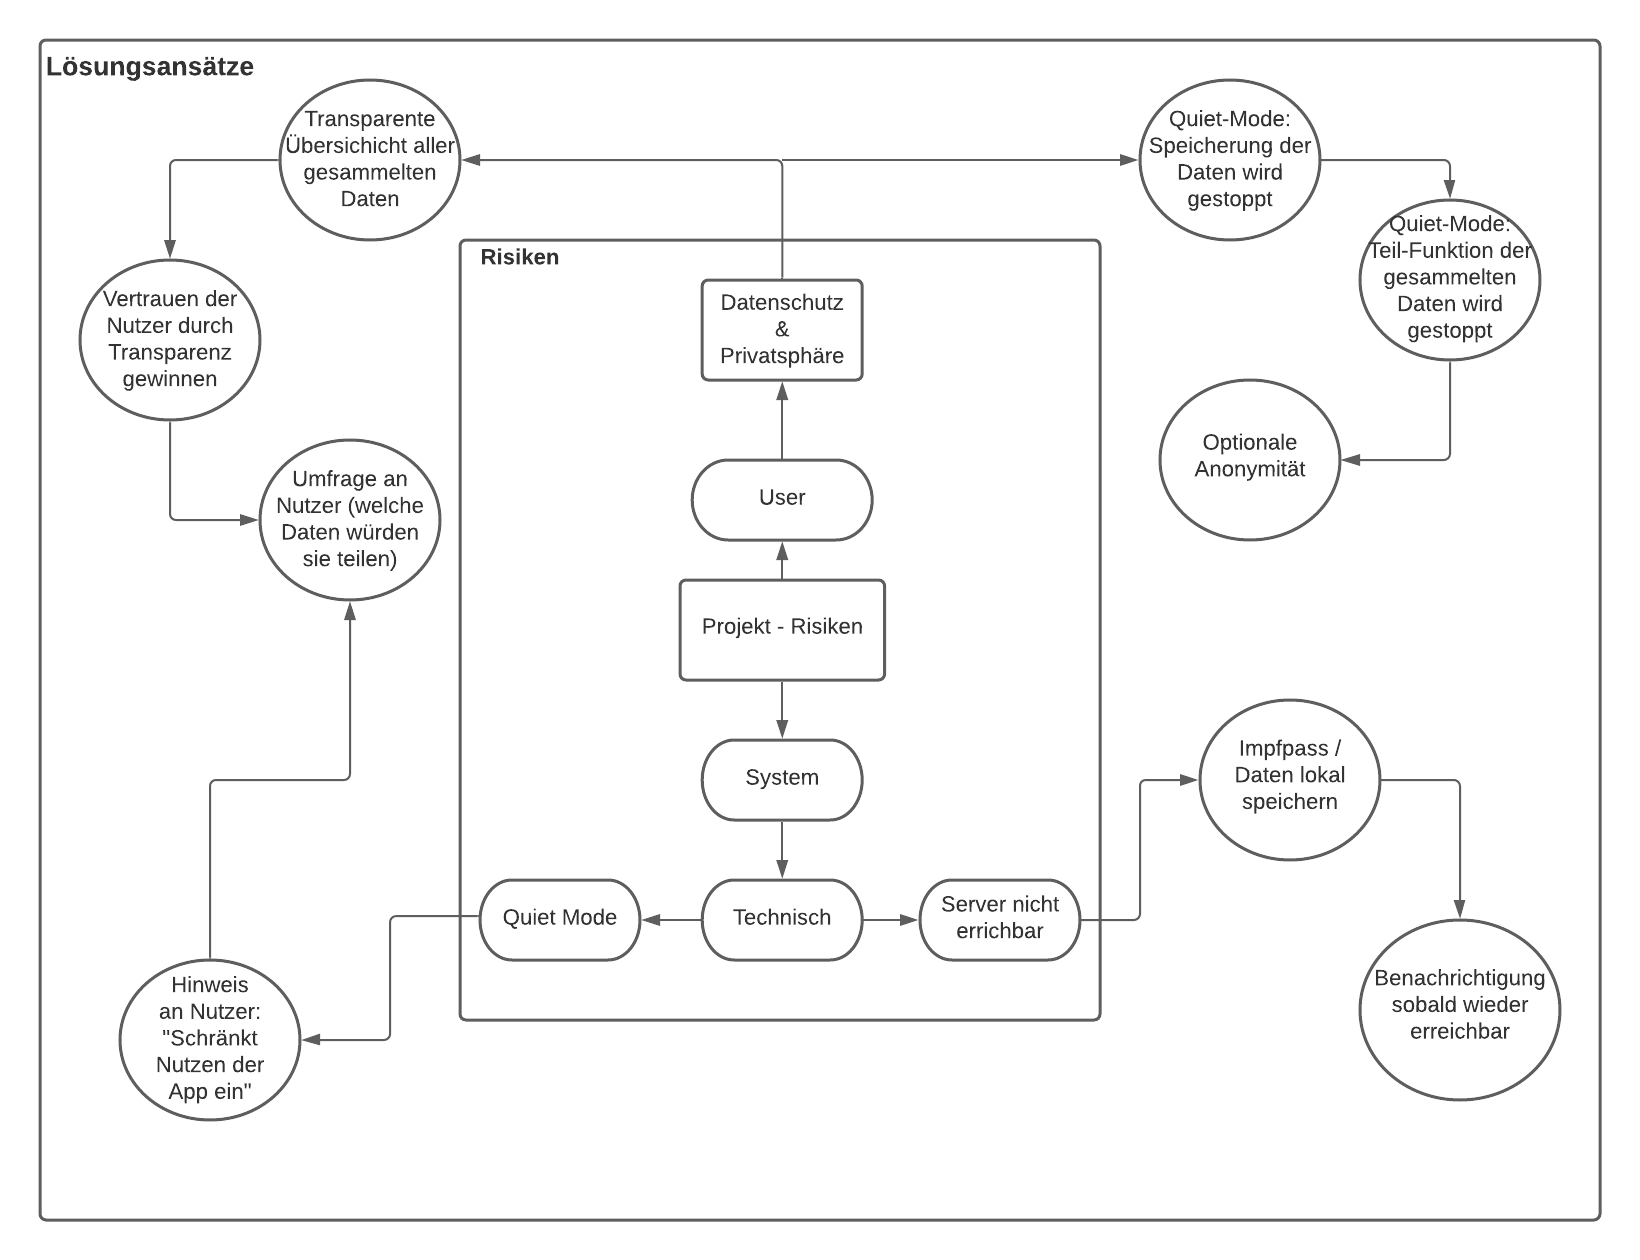 Lösungsansätze
Transparente
Übersichicht aller
gesammelten
Daten
Quiet-Mode:
Speicherung der
Daten wird
gestoppt
Quiet-Mode:
Teil-Funktion der
gesammelten
Daten wird
gestoppt
Vertrauen der
Nutzer durch
Transparenz
gewinnen
Risiken
Datenschutz
&
Privatsphäre
Optionale
Anonymität
Umfrage an
Nutzer (welche
Daten würden
sie teilen)
User
Projekt - Risiken
System
Impfpass /
Daten lokal
speichern
Quiet Mode
Technisch
Server nicht
errichbar
Hinweis
an Nutzer:
"Schränkt
Nutzen der
App ein"
Benachrichtigung
sobald wieder
erreichbar